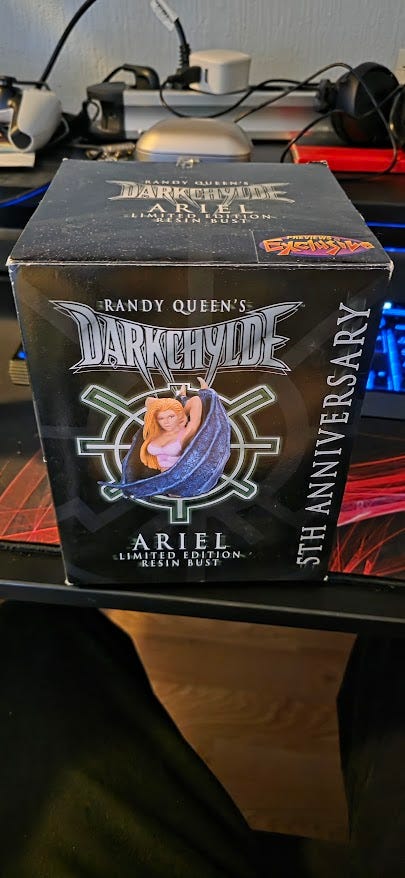 RANDY QUEEN'S
DARKCHYLDE
ARIEL
LIMITED EDITION
RESIN BUST
PREVIEWS
EXCLUSIVE
RANDY QUEEN'S
DARKCHYLDE
ARIEL
LIMITED EDITION
RESIN BUST
5TH ANNIVERSARY